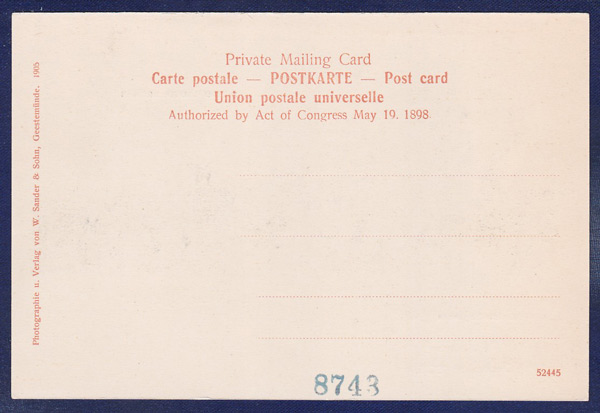 Private Mailing Card
Carte postale — POSTKARTE — Post card
Union postale universelle
Authorized by Act of Congress May 19. 1898.
Photographie u. Verlag von W. Sander & Sohn, Geestemünde. 1905
52445
8743